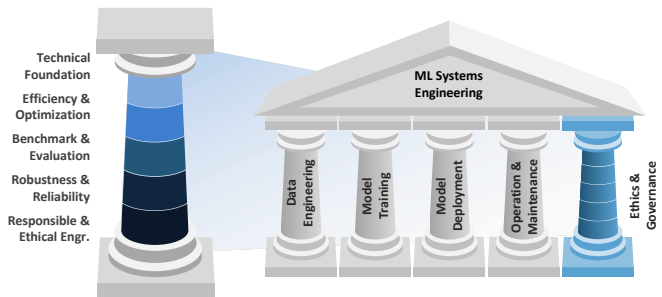 Technical
Foundation
Efficiency &
Optimization
Benchmark &
Evaluation
Robustness &
Reliability
Responsible &
Ethical Engr.
ML Systems
Engineering
Data
Engineering
Model
Training
Model
Deployment
Operation &
Maintenance
Ethics &
Governance